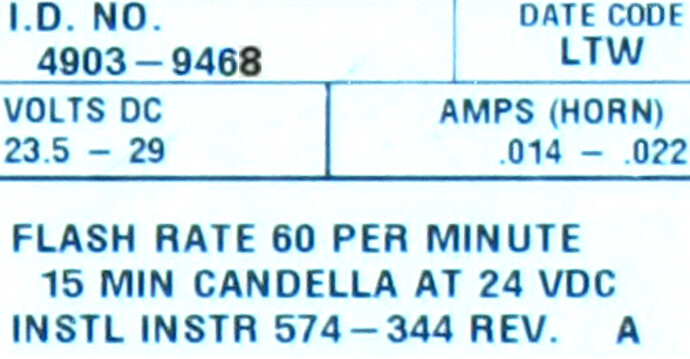 I.D. NO.
4903 – 9468
DATE CODE
LTW
VOLTS DC
23.5 – 29
AMPS (HORN)
.014 – .022
FLASH RATE 60 PER MINUTE
15 MIN CANDELLA AT 24 VDC
INSTL INSTR 574 – 344 REV. A